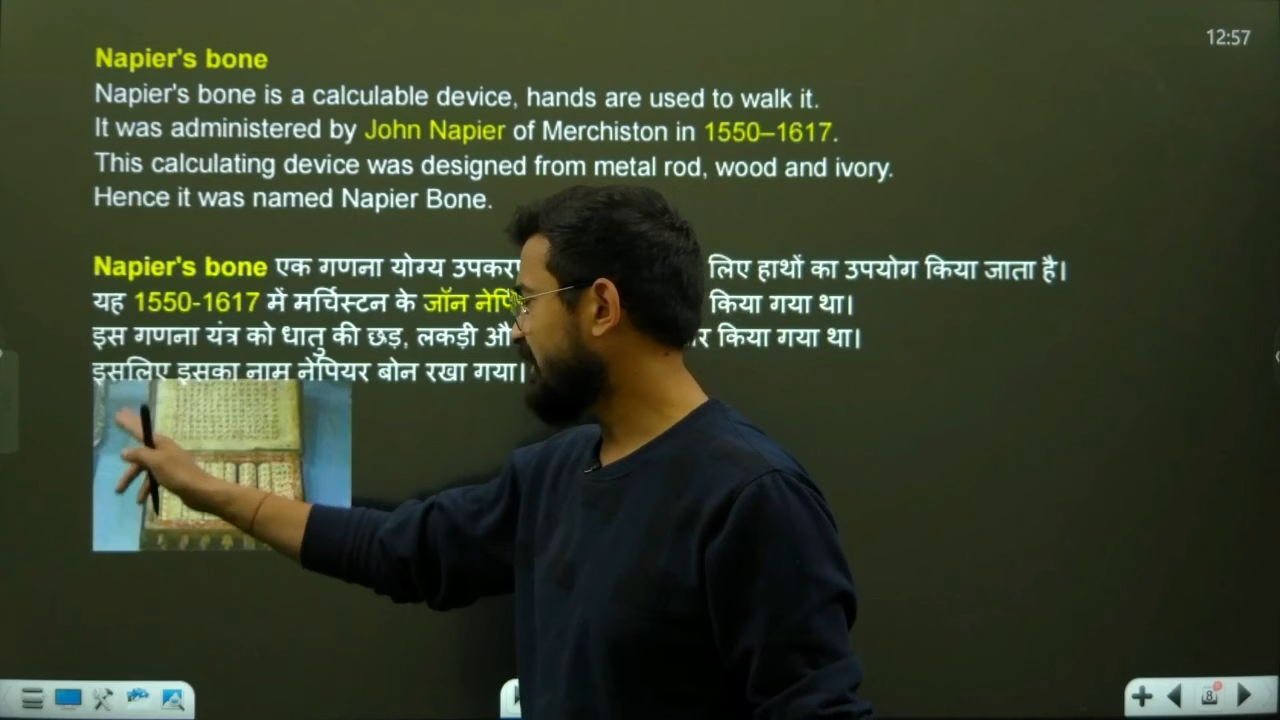 12:57
Napier's bone
Napier's bone is a calculable device, hands are used to walk it.
It was administered by John Napier of Merchiston in 1550–1617.
This calculating device was designed from metal rod, wood and ivory.
Hence it was named Napier Bone.
Napier's bone एक गणना योग्य लिए हाथों का उपयोग किया जाता है।
यह 1550-1617 में मर्चिस्टन के जॉन किया गया था।
इस गणना यंत्र को धातु की छड़, लकड़ी किया गया था।
इसलिए इसका नाम नेपियर बोन रखा गया।
8